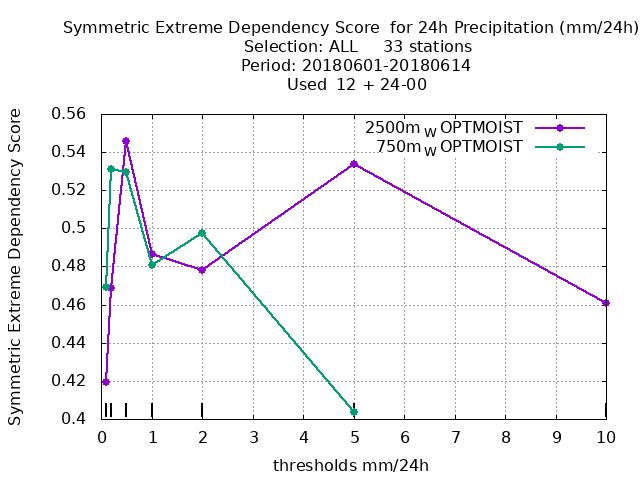 Symmetric Extreme Dependency Score  for 24h Precipitation (mm/24h)
Selection: ALL     33 stations
Period: 20180601-20180614
Used  12 + 24-00
Symmetric Extreme Dependency Score
0.56
0.54
0.52
0.5
0.48
0.46
0.44
0.42
0.4
2500m W OPTMOIST
750m W OPTMOIST
0 1 2 3 4 5 6 7 8 9 10
thresholds mm/24h